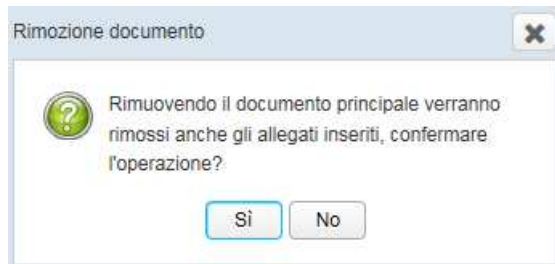 Rimozione documento
Rimuovendo il documento principale verranno
rimossi anche gli allegati inseriti, confermare
l'operazione?
Sì No